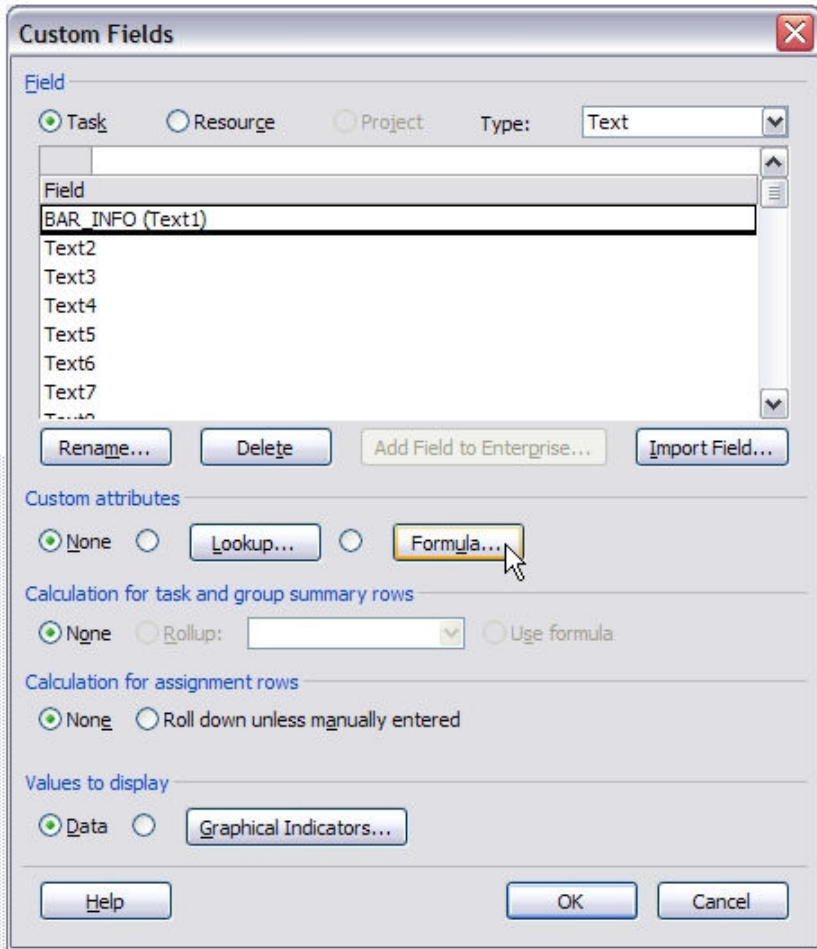 Custom Fields
Field
Task Resource Project Type: Text
Field
BAR_INFO (Text1)
Text2
Text3
Text4
Text5
Text6
Text7
Rename... Delete Add Field to Enterprise... Import Field...
Custom attributes
None Lookup... Formula...
Calculation for task and group summary rows
None Rollup: Use formula
Calculation for assignment rows
None Roll down unless manually entered
Values to display
Data Graphical Indicators...
Help OK Cancel